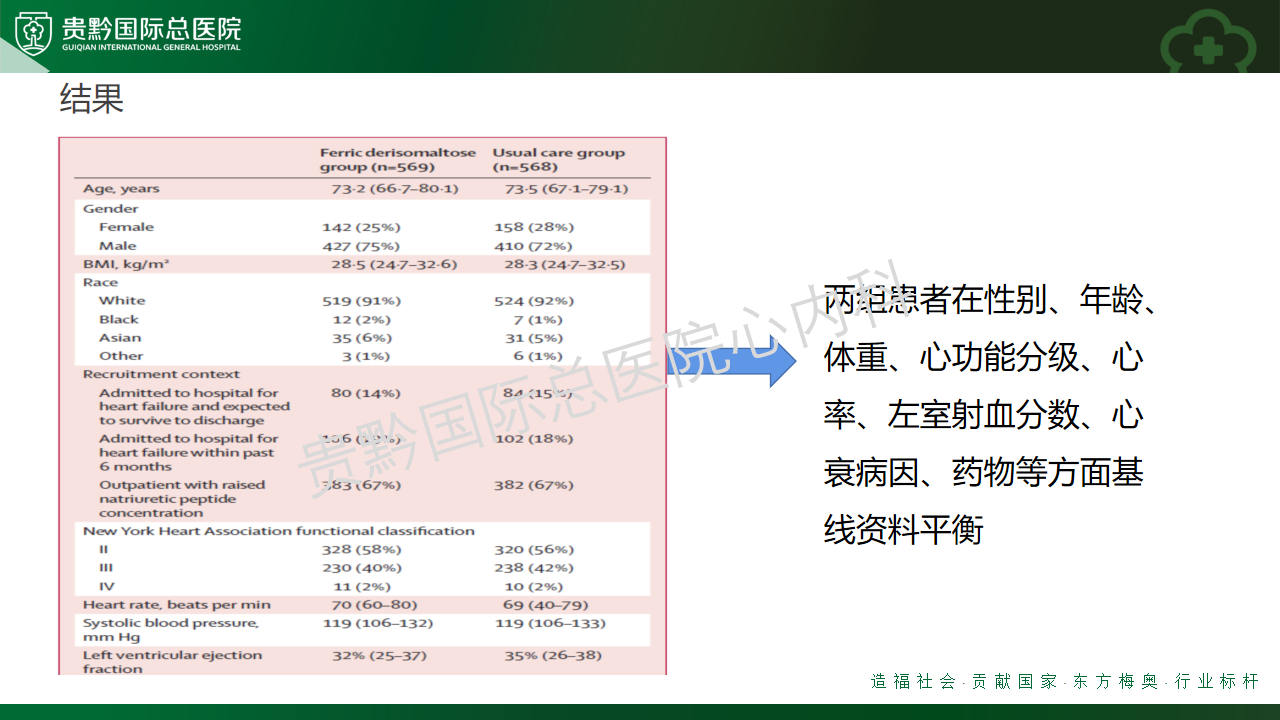 贵黔国际总医院
GUIQIAN INTERNATIONAL GENERAL HOSPITAL
结果
Ferric derisomaltose group (n=569) Usual care group (n=568)
Age, years 73·2 (66·7–80·1) 73·5 (67·1–79·1)
Gender
Female 142 (25%) 158 (28%)
Male 427 (75%) 410 (72%)
BMI, kg/m² 28·5 (24·7–32·6) 28·3 (24·7–32·5)
Race
White 519 (91%) 524 (92%)
Black 12 (2%) 7 (1%)
Asian 35 (6%) 31 (5%)
Other 3 (1%) 6 (1%)
Recruitment context
Admitted to hospital for 80 (14%) 84 (15%)
heart failure and expected
to survive to discharge
Admitted to hospital for 106 (19%) 102 (18%)
heart failure within past
6 months
Outpatient with raised 383 (67%) 382 (67%)
natriuretic peptide
concentration
New York Heart Association functional classification
II 328 (58%) 320 (56%)
III 230 (40%) 238 (42%)
IV 11 (2%) 10 (2%)
Heart rate, beats per min 70 (60–80) 69 (40–79)
Systolic blood pressure, 119 (106–132) 119 (106–133)
mm Hg
Left ventricular ejection 32% (25–37) 35% (26–38)
fraction
贵黔国际总医院心内科
两组患者在性别、年龄、
体重、心功能分级、心
率、左室射血分数、心
衰病因、药物等方面基
线资料平衡
造福社会·贡献国家·东方梅奥·行业标杆